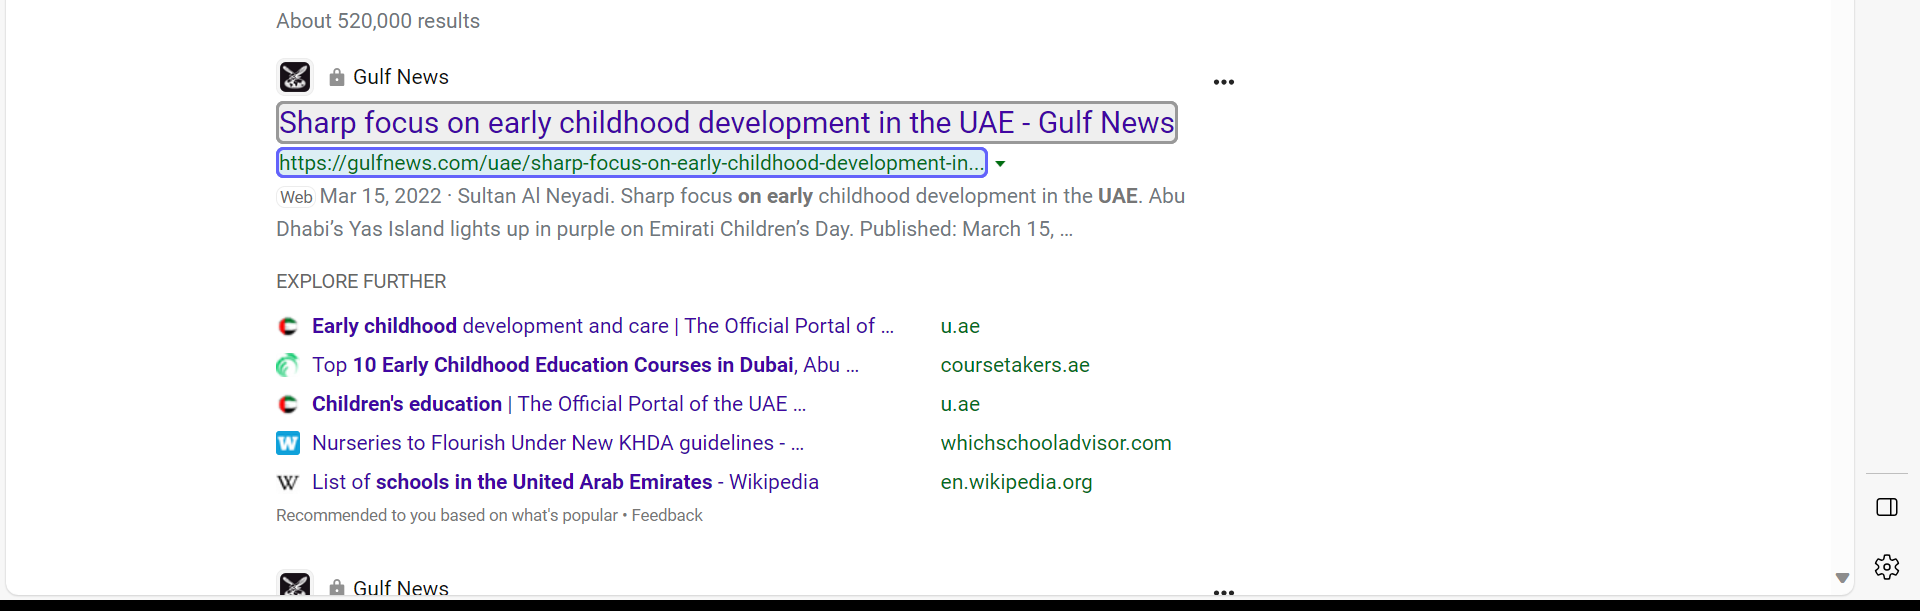 About 520,000 results
Gulf News
Sharp focus on early childhood development in the UAE - Gulf News
https://gulfnews.com/uae/sharp-focus-on-early-childhood-development-in...
Web Mar 15, 2022 · Sultan Al Neyadi. Sharp focus on early childhood development in the UAE. Abu
Dhabi’s Yas Island lights up in purple on Emirati Children’s Day. Published: March 15, ...
EXPLORE FURTHER
Early childhood development and care | The Official Portal of ... u.ae
Top 10 Early Childhood Education Courses in Dubai, Abu ... coursetakers.ae
Children's education | The Official Portal of the UAE ... u.ae
W Nurseries to Flourish Under New KHDA guidelines - ... whichschooladvisor.com
W List of schools in the United Arab Emirates - Wikipedia en.wikipedia.org
Recommended to you based on what's popular • Feedback
Gulf News